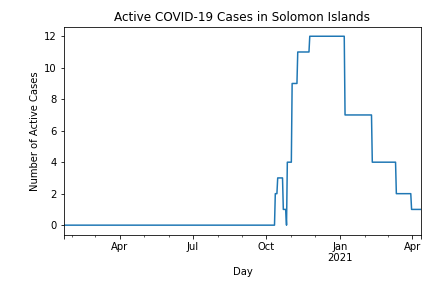 Active COVID-19 Cases in Solomon Islands
12
10
8
6
4
2
0
Number of Active Cases
Apr Jul Oct Jan Apr
2021
Day